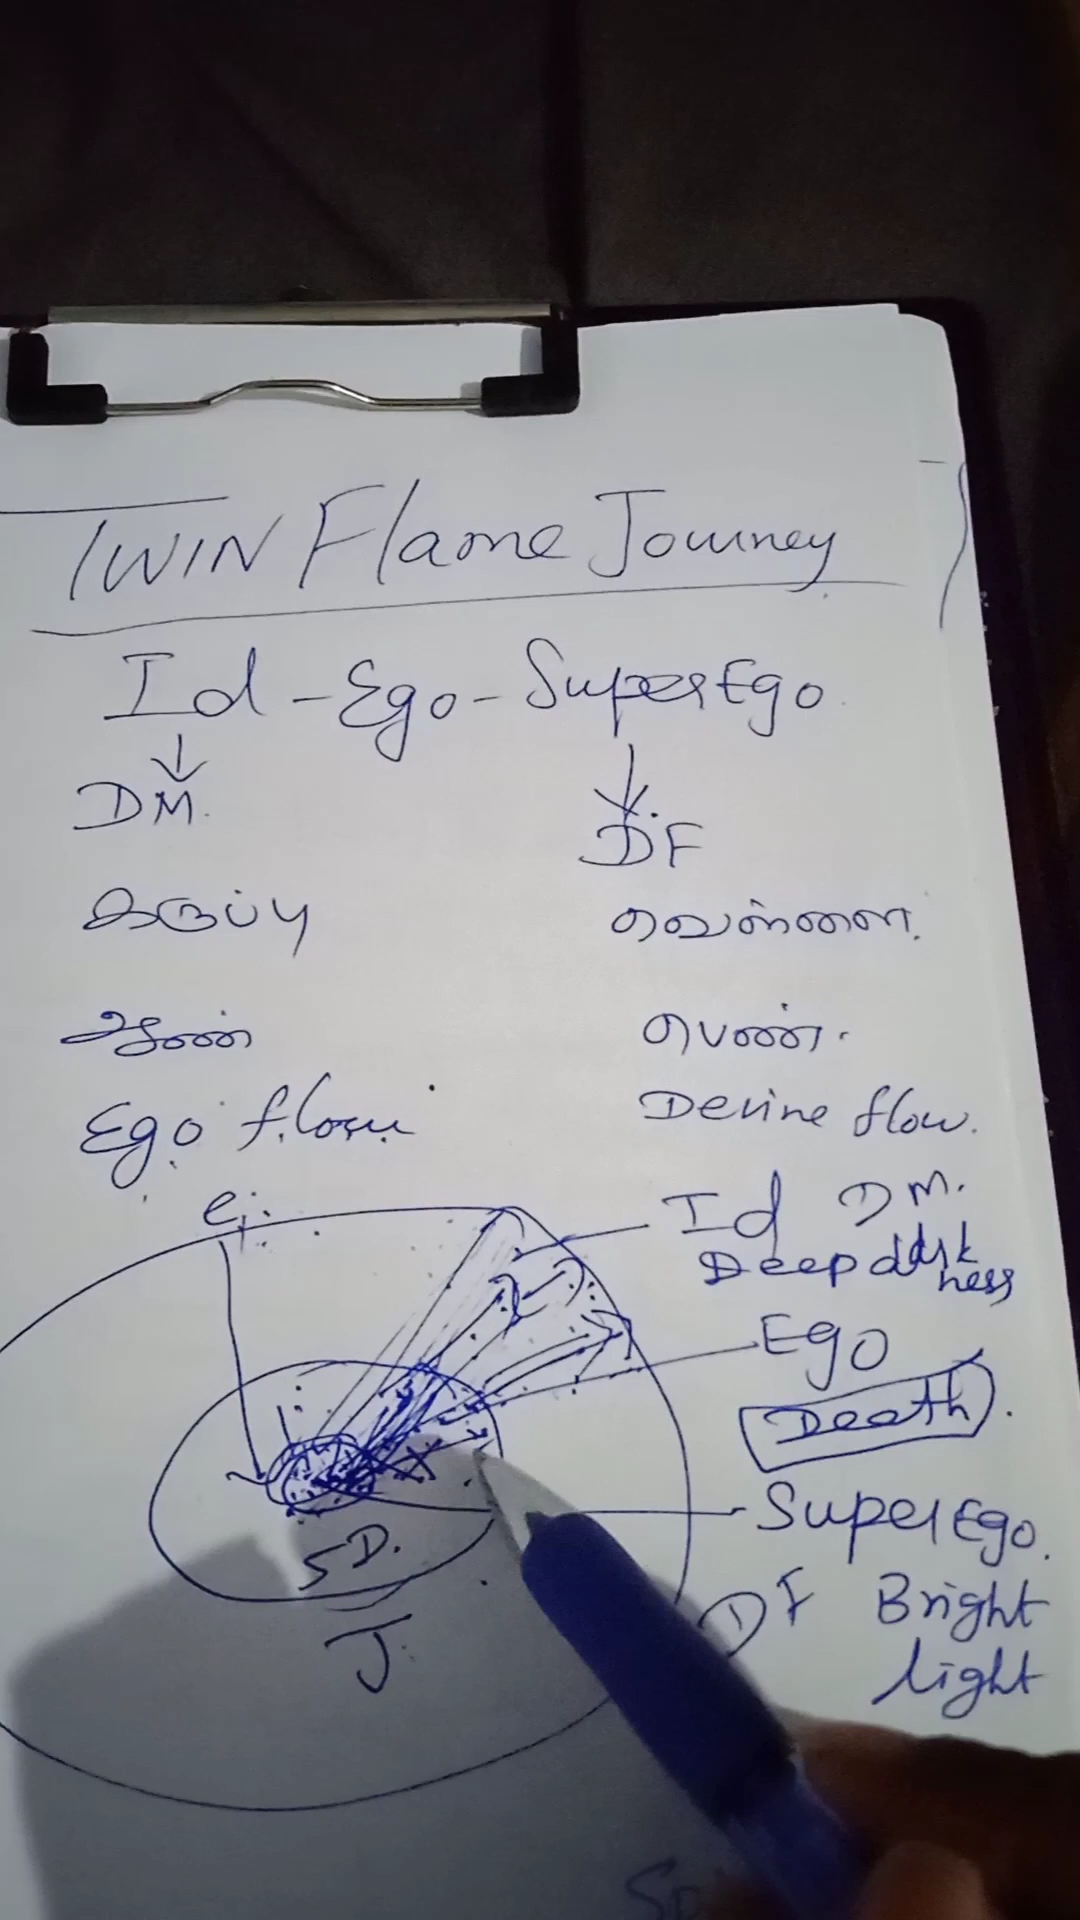 TWIN Flame Journey
Id - Ego - SuperEgo
DM. DF
கருப்பு வெள்ளை.
ஆண் பெண்.
Ego flow Devine flow.
Id DM.
Deep darkness
Ego
Death.
SuperEgo.
DF Bright
light
5D.
J.